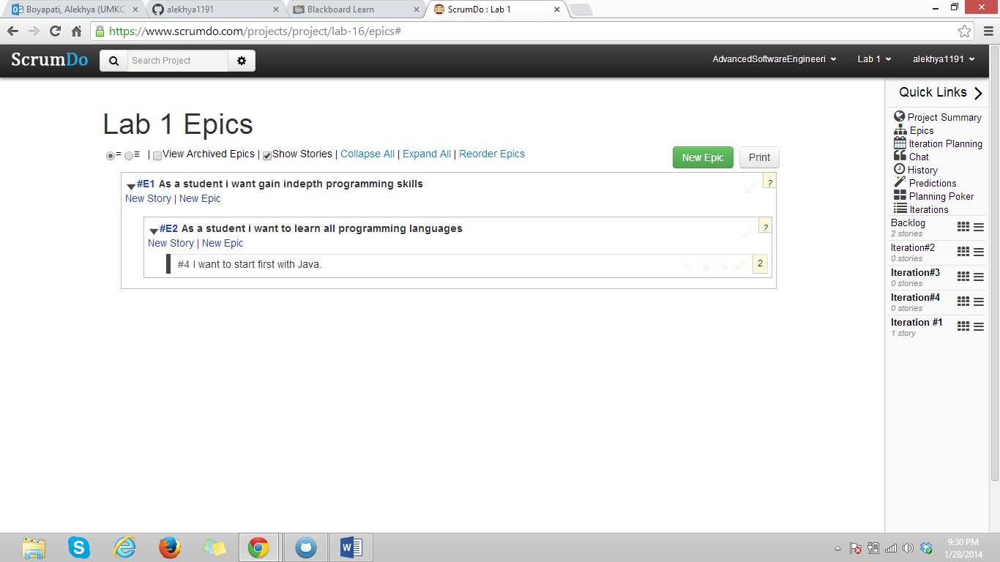 Boyapati, Alekhya (UMKC
alekhya1191
Blackboard Learn
ScrumDo : Lab 1
https://www.scrumdo.com/projects/project/lab-16/epics#
ScrumDo
Search Project
AdvancedSoftwareEngineeri
Lab 1
alekhya1191
Quick Links
Project Summary
Epics
Iteration Planning
Chat
History
Predictions
Planning Poker
Iterations
Backlog
2 stories
Iteration#2
0 stories
Iteration#3
0 stories
Iteration#4
0 stories
Iteration #1
1 story
Lab 1 Epics
= ≡ | View Archived Epics | Show Stories | Collapse All | Expand All | Reorder Epics
New Epic
Print
#E1 As a student i want gain indepth programming skills
?
New Story | New Epic
#E2 As a student i want to learn all programming languages
?
New Story | New Epic
#4 I want to start first with Java.
2
9:30 PM
1/28/2014